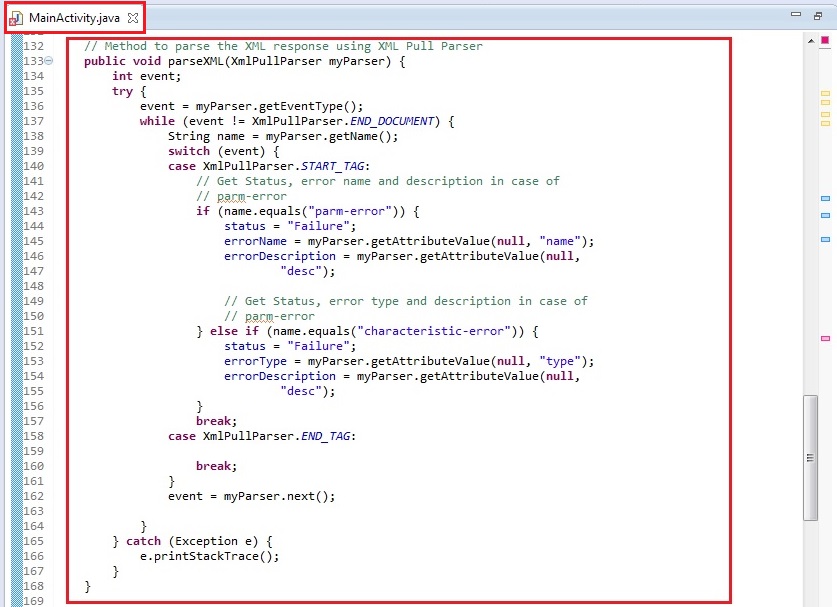 MainActivity.java
132 // Method to parse the XML response using XML Pull Parser
133 public void parseXML(XmlPullParser myParser) {
134 int event;
135 try {
136 event = myParser.getEventType();
137 while (event != XmlPullParser.END_DOCUMENT) {
138 String name = myParser.getName();
139 switch (event) {
140 case XmlPullParser.START_TAG:
141 // Get Status, error name and description in case of
142 // parm-error
143 if (name.equals("parm-error")) {
144 status = "Failure";
145 errorName = myParser.getAttributeValue(null, "name");
146 errorDescription = myParser.getAttributeValue(null,
147 "desc");
148
149 // Get Status, error type and description in case of
150 // parm-error
151 } else if (name.equals("characteristic-error")) {
152 status = "Failure";
153 errorType = myParser.getAttributeValue(null, "type");
154 errorDescription = myParser.getAttributeValue(null,
155 "desc");
156 }
157 break;
158 case XmlPullParser.END_TAG:
159
160 break;
161 }
162 event = myParser.next();
163
164 }
165 } catch (Exception e) {
166 e.printStackTrace();
167 }
168 }
169